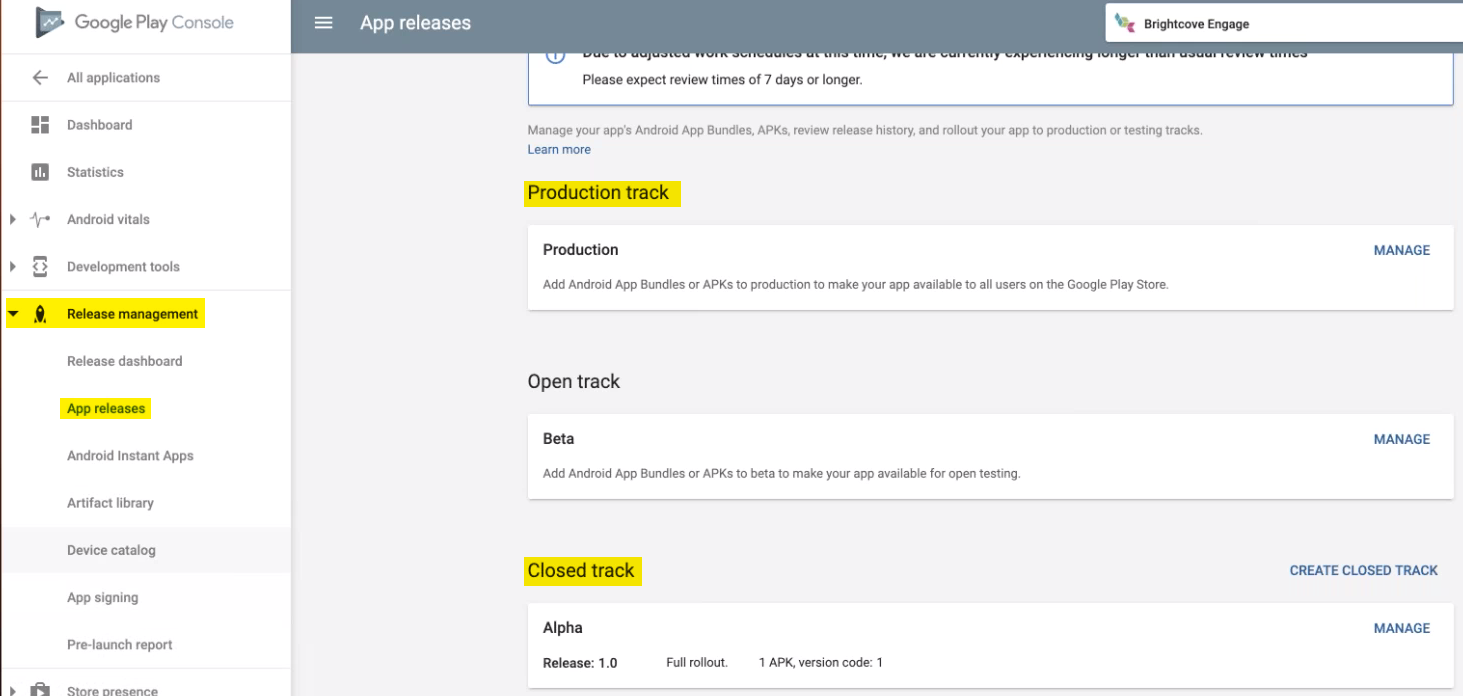 Google Play Console
App releases
Brightcove Engage
All applications
Dashboard
Statistics
Android vitals
Development tools
Release management
Release dashboard
App releases
Android Instant Apps
Artifact library
Device catalog
App signing
Pre-launch report
Store presence
Due to adjusted work schedules at this time, we are currently experiencing longer than usual review times
Please expect review times of 7 days or longer.
Manage your app's Android App Bundles, APKs, review release history, and rollout your app to production or testing tracks.
Learn more
Production track
Production
MANAGE
Add Android App Bundles or APKs to production to make your app available to all users on the Google Play Store.
Open track
Beta
MANAGE
Add Android App Bundles or APKs to beta to make your app available for open testing.
Closed track
CREATE CLOSED TRACK
Alpha
MANAGE
Release: 1.0 Full rollout. 1 APK, version code: 1